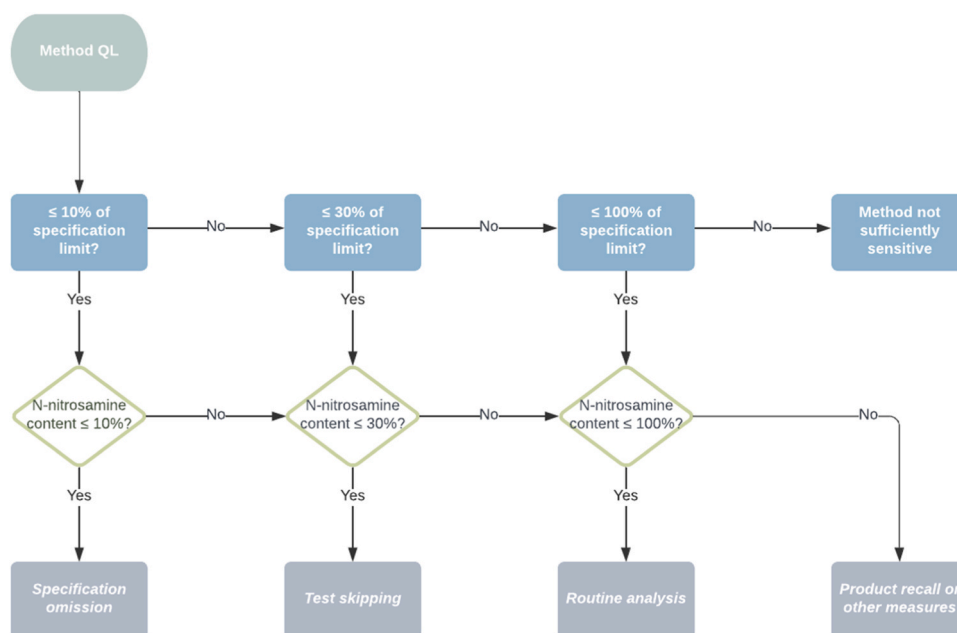 Method QL
≤ 10% of
specification
limit?
No
≤ 30% of
specification
limit?
No
≤ 100% of
specification
limit?
No
Method not
sufficiently
sensitive
Yes
Yes
Yes
N-nitrosamine
content ≤ 10%?
No
N-nitrosamine
content ≤ 30%?
No
N-nitrosamine
content ≤ 100%?
No
Yes
Yes
Yes
Specification
omission
Test skipping
Routine analysis
Product recall or
other measures